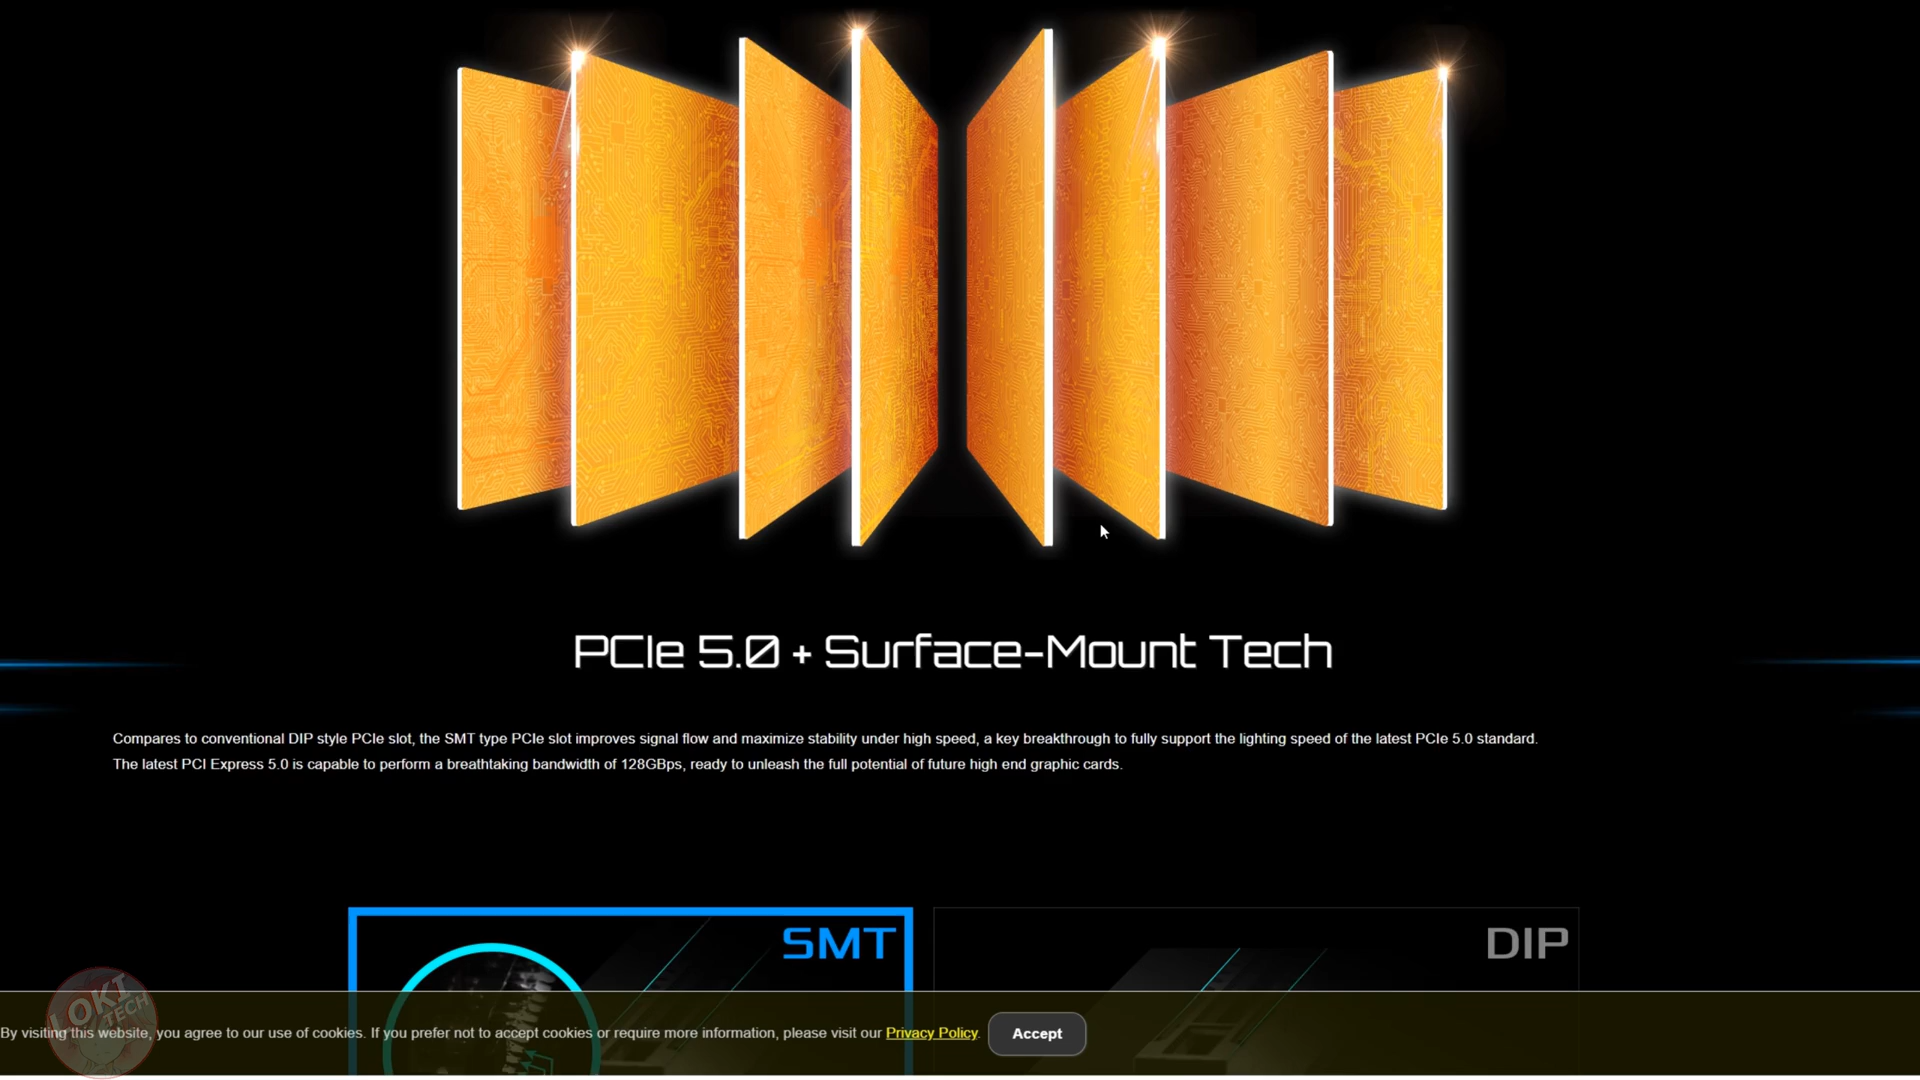 PCIe 5.0 + Surface-Mount Tech
Compares to conventional DIP style PCIe slot, the SMT type PCIe slot improves signal flow and maximize stability under high speed, a key breakthrough to fully support the lighting speed of the latest PCIe 5.0 standard.
The latest PCI Express 5.0 is capable to perform a breathtaking bandwidth of 128GBps, ready to unleash the full potential of future high end graphic cards.
SMT
DIP
LOKI
TECH
By visiting this website, you agree to our use of cookies. If you prefer not to accept cookies or require more information, please visit our Privacy Policy. Accept